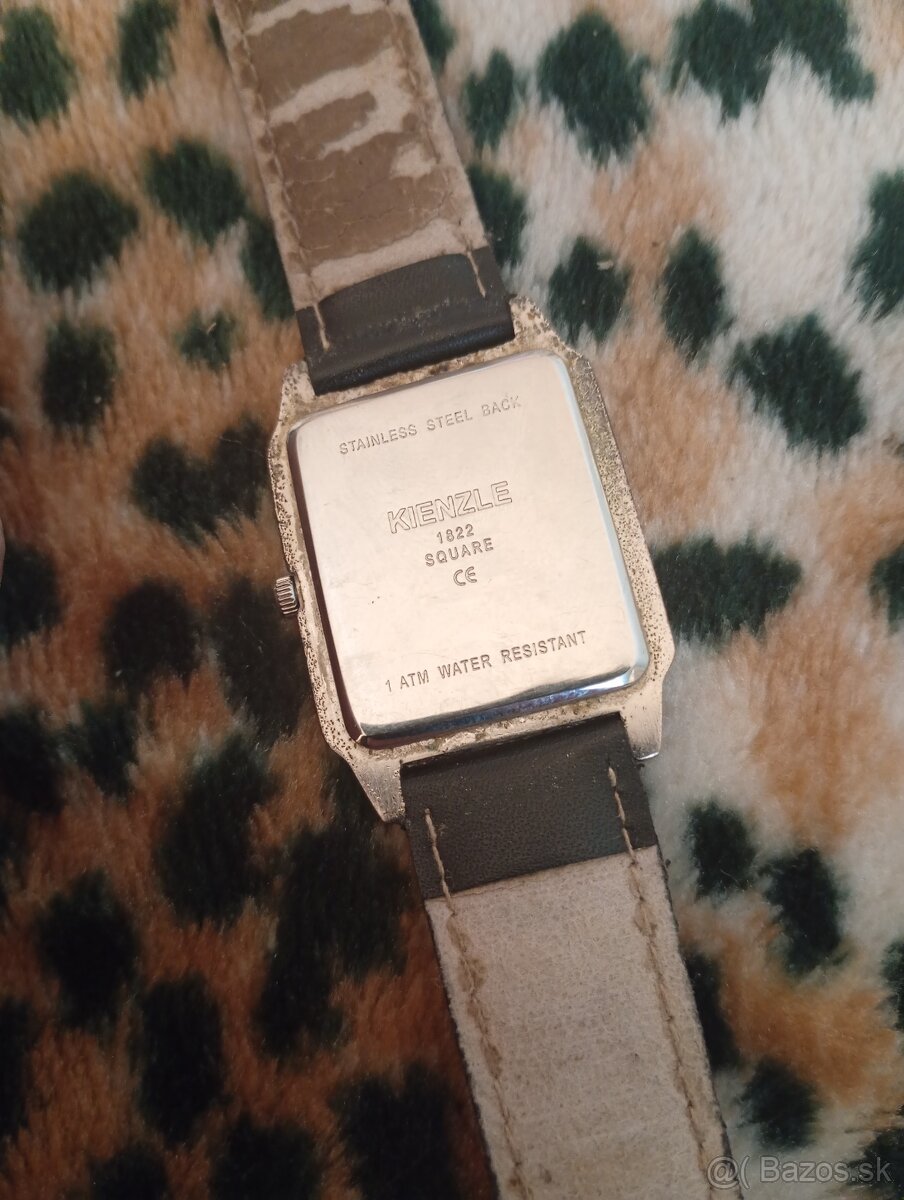 STAINLESS STEEL BACK
KIENZLE
1822
SQUARE
CE
1 ATM WATER RESISTANT
@( Bazos.sk